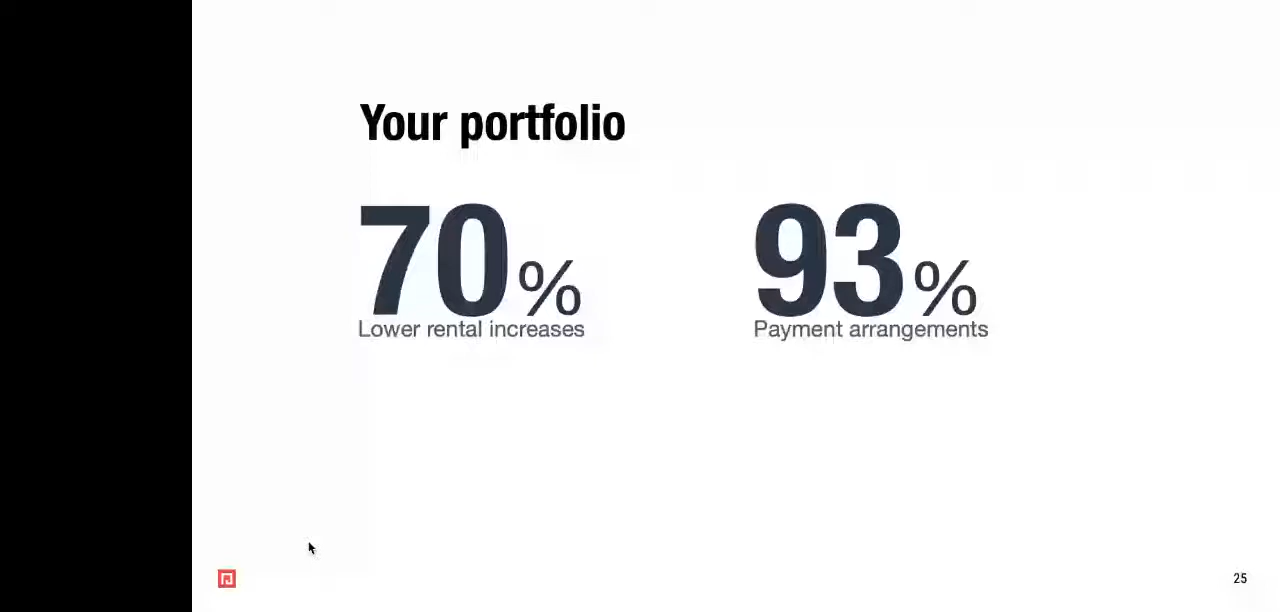 Your portfolio
70%
Lower rental increases
93%
Payment arrangements
25